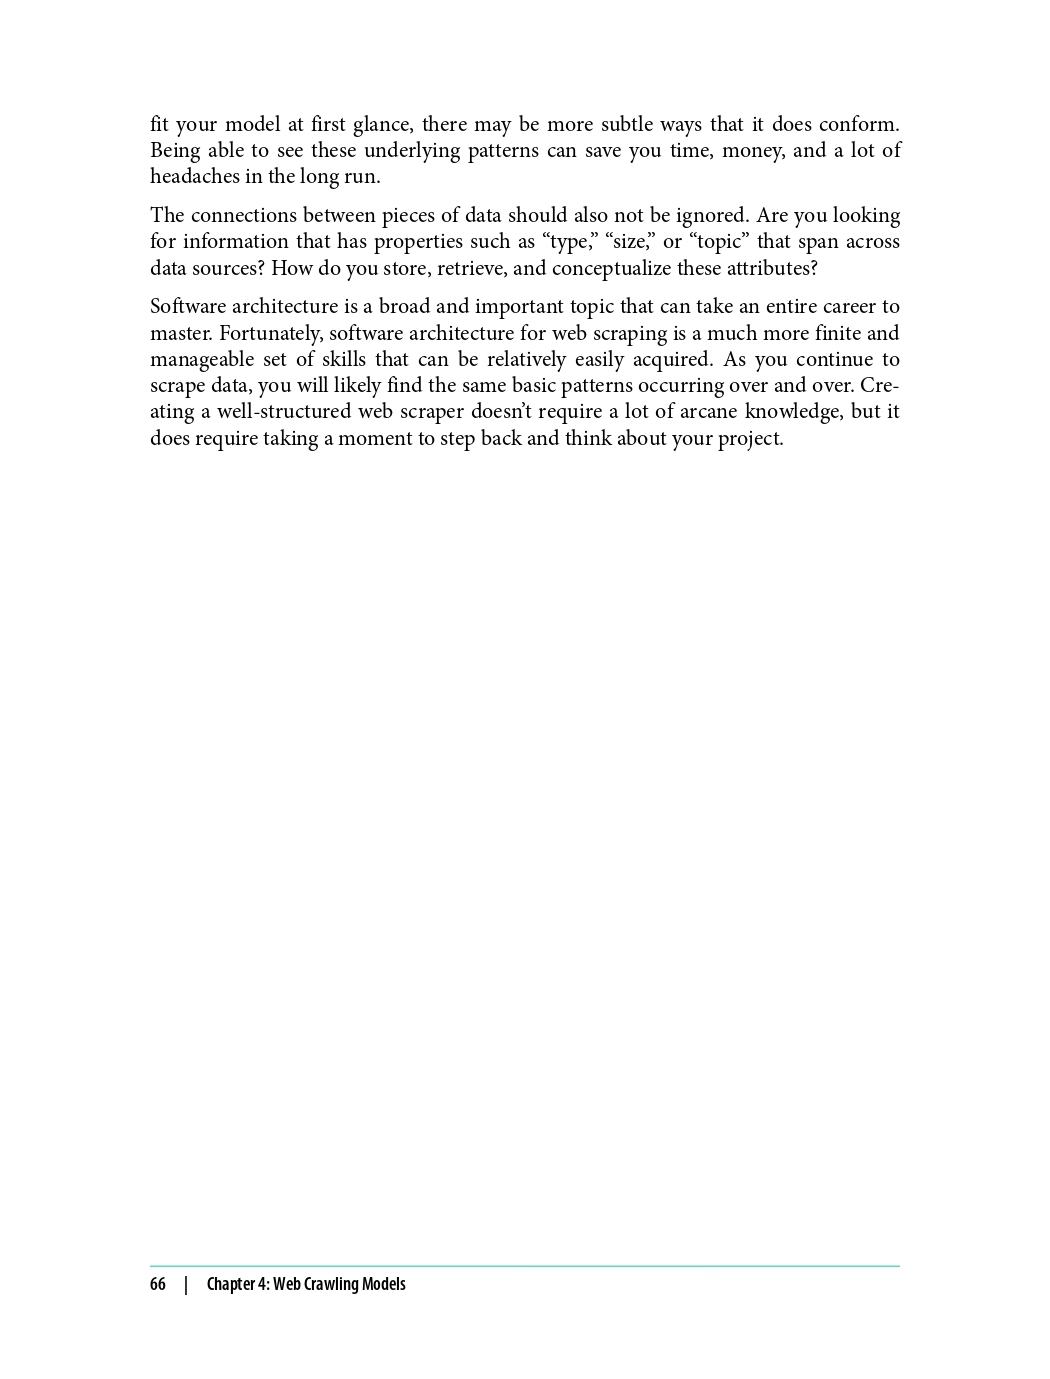 fit your model at first glance, there may be more subtle ways that it does conform.
Being able to see these underlying patterns can save you time, money, and a lot of
headaches in the long run.
The connections between pieces of data should also not be ignored. Are you looking
for information that has properties such as “type,” “size,” or “topic” that span across
data sources? How do you store, retrieve, and conceptualize these attributes?
Software architecture is a broad and important topic that can take an entire career to
master. Fortunately, software architecture for web scraping is a much more finite and
manageable set of skills that can be relatively easily acquired. As you continue to
scrape data, you will likely find the same basic patterns occurring over and over. Cre-
ating a well-structured web scraper doesn’t require a lot of arcane knowledge, but it
does require taking a moment to step back and think about your project.
66 | Chapter 4: Web Crawling Models